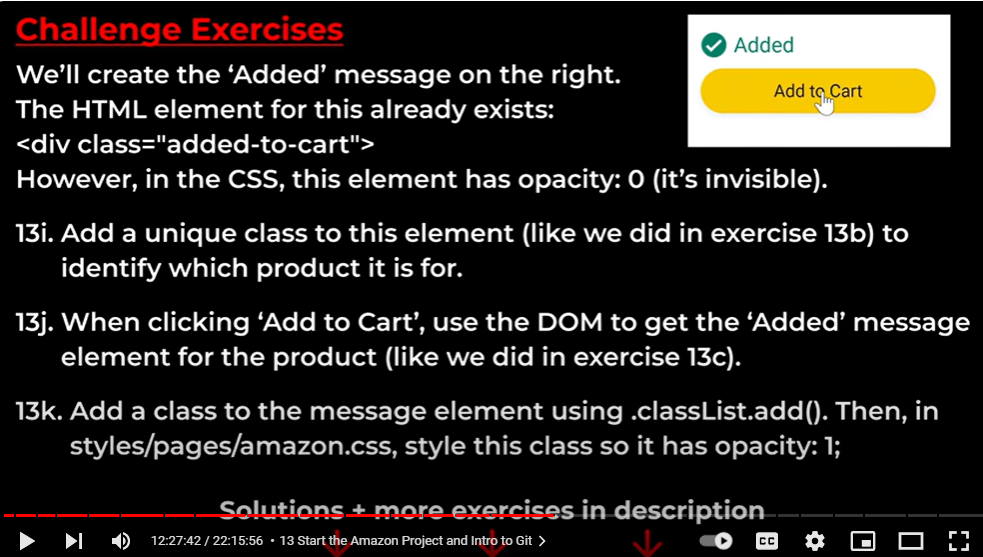 Challenge Exercises
Added
Add to Cart
We'll create the 'Added' message on the right.
The HTML element for this already exists:
<div class="added-to-cart">
However, in the CSS, this element has opacity: 0 (it's invisible).
13i. Add a unique class to this element (like we did in exercise 13b) to
identify which product it is for.
13j. When clicking 'Add to Cart', use the DOM to get the 'Added' message
element for the product (like we did in exercise 13c).
13k. Add a class to the message element using .classList.add(). Then, in
styles/pages/amazon.css, style this class so it has opacity: 1;
Solutions + more exercises in description
12:27:42 / 22:15:56 • 13 Start the Amazon Project and Intro to Git >
CC